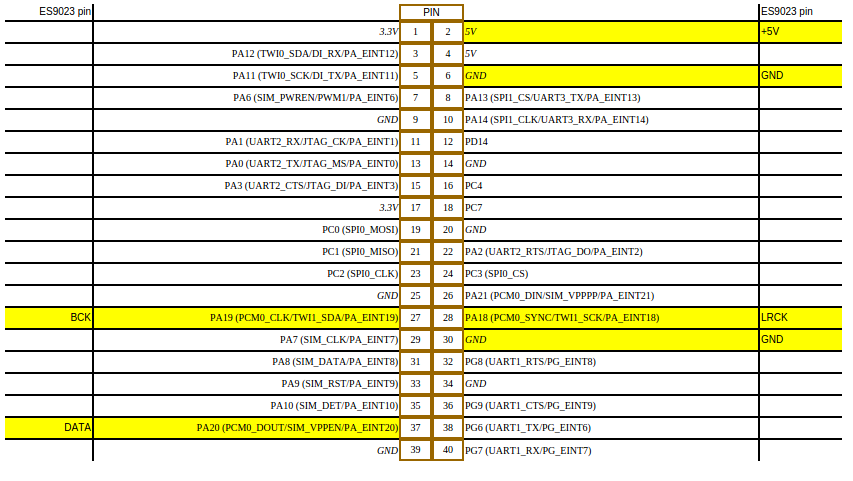 ES9023 pin PIN ES9023 pin
3.3V 1 2 5V +5V
PA12 (TWI0_SDA/DI_RX/PA_EINT12) 3 4 5V
PA11 (TWI0_SCK/DI_TX/PA_EINT11) 5 6 GND GND
PA6 (SIM_PWREN/PWM1/PA_EINT6) 7 8 PA13 (SPI1_CS/UART3_TX/PA_EINT13)
GND 9 10 PA14 (SPI1_CLK/UART3_RX/PA_EINT14)
PA1 (UART2_RX/JTAG_CK/PA_EINT1) 11 12 PD14
PA0 (UART2_TX/JTAG_MS/PA_EINT0) 13 14 GND
PA3 (UART2_CTS/JTAG_DI/PA_EINT3) 15 16 PC4
3.3V 17 18 PC7
PC0 (SPI0_MOSI) 19 20 GND
PC1 (SPI0_MISO) 21 22 PA2 (UART2_RTS/JTAG_DO/PA_EINT2)
PC2 (SPI0_CLK) 23 24 PC3 (SPI0_CS)
GND 25 26 PA21 (PCM0_DIN/SIM_VPPPP/PA_EINT21)
BCK PA19 (PCM0_CLK/TWI1_SDA/PA_EINT19) 27 28 PA18 (PCM0_SYNC/TWI1_SCK/PA_EINT18) LRCK
PA7 (SIM_CLK/PA_EINT7) 29 30 GND GND
PA8 (SIM_DATA/PA_EINT8) 31 32 PG8 (UART1_RTS/PG_EINT8)
PA9 (SIM_RST/PA_EINT9) 33 34 GND
PA10 (SIM_DET/PA_EINT10) 35 36 PG9 (UART1_CTS/PG_EINT9)
DATA PA20 (PCM0_DOUT/SIM_VPPEN/PA_EINT20) 37 38 PG6 (UART1_TX/PG_EINT6)
GND 39 40 PG7 (UART1_RX/PG_EINT7)